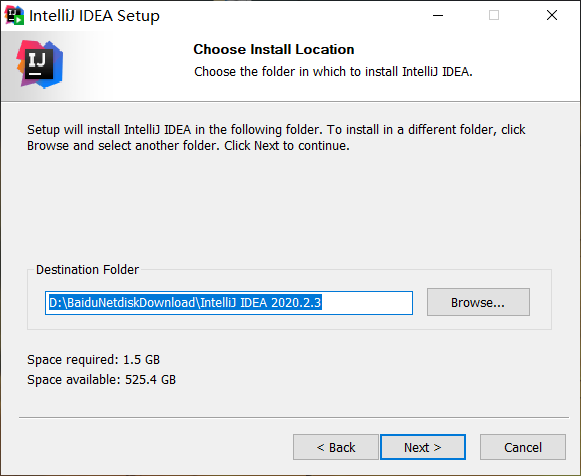 IntelliJ IDEA Setup
IJ
Choose Install Location
Choose the folder in which to install IntelliJ IDEA.
Setup will install IntelliJ IDEA in the following folder. To install in a different folder, click
Browse and select another folder. Click Next to continue.
Destination Folder
D:\BaiduNetdiskDownload\IntelliJ IDEA 2020.2.3
Browse...
Space required: 1.5 GB
Space available: 525.4 GB
< Back
Next >
Cancel